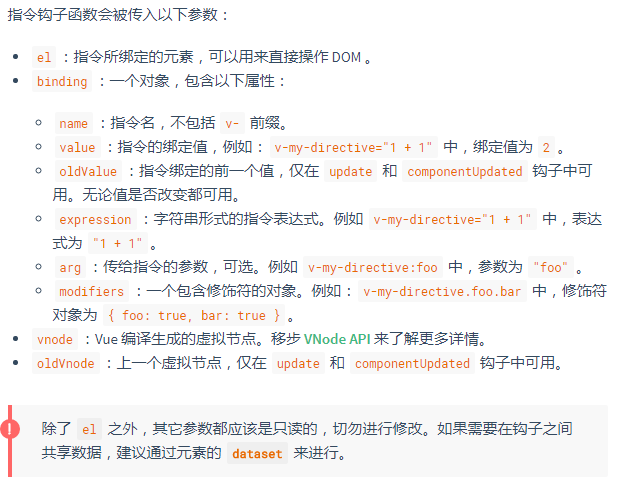 指令钩子函数会被传入以下参数：
el ：指令所绑定的元素，可以用来直接操作 DOM 。
binding ：一个对象，包含以下属性：
name ：指令名，不包括 v- 前缀。
value ：指令的绑定值，例如： v-my-directive="1 + 1" 中，绑定值为 2 。
oldValue ：指令绑定的前一个值，仅在 update 和 componentUpdated 钩子中可
用。无论值是否改变都可用。
expression ：字符串形式的指令表达式。例如 v-my-directive="1 + 1" 中，表达
式为 "1 + 1" 。
arg ：传给指令的参数，可选。例如 v-my-directive:foo 中，参数为 "foo" 。
modifiers ：一个包含修饰符的对象。例如： v-my-directive.foo.bar 中，修饰符
对象为 { foo: true, bar: true } 。
vnode ：Vue 编译生成的虚拟节点。移步 VNode API 来了解更多详情。
oldVnode ：上一个虚拟节点，仅在 update 和 componentUpdated 钩子中可用。
! 除了 el 之外，其它参数都应该是只读的，切勿进行修改。如果需要在钩子之间
共享数据，建议通过元素的 dataset 来进行。